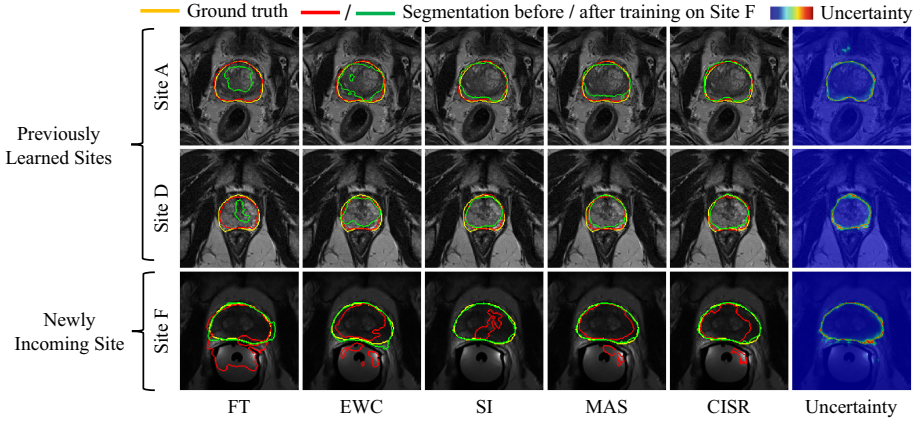 Ground truth / Segmentation before / after training on Site F Uncertainty
Site A
Previously
Learned Sites
Site D
Newly
Incoming Site
Site F
FT EWC SI MAS CISR Uncertainty